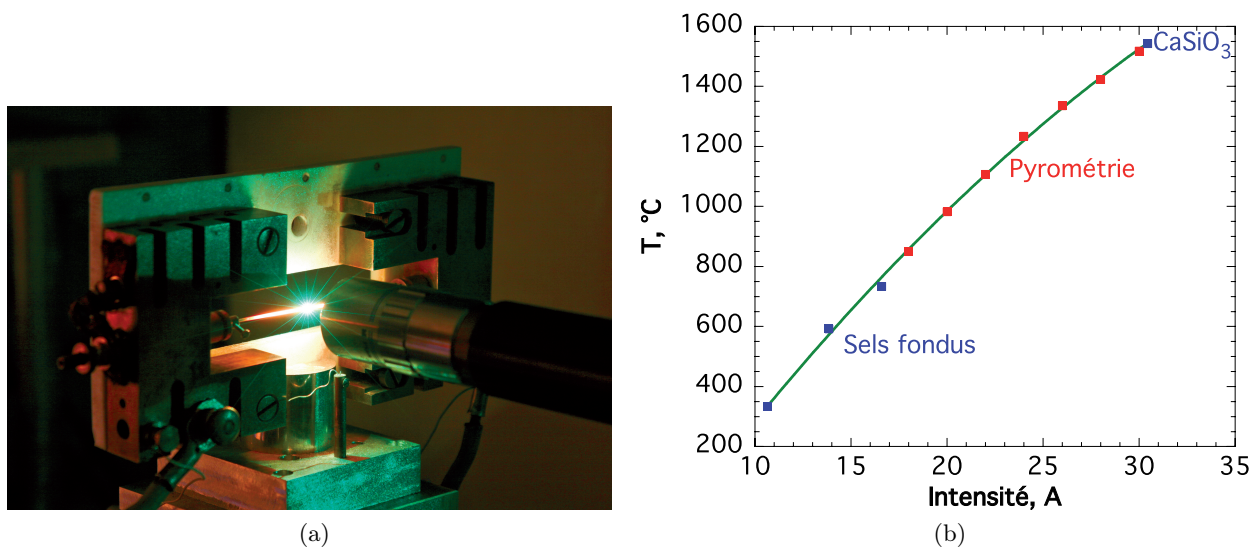 1600
1400
1200
1000
800
600
400
200
10 15 20 25 30 35
T, °C
Intensité, A
CaSiO₃
Pyrométrie
Sels fondus
(a)
(b)